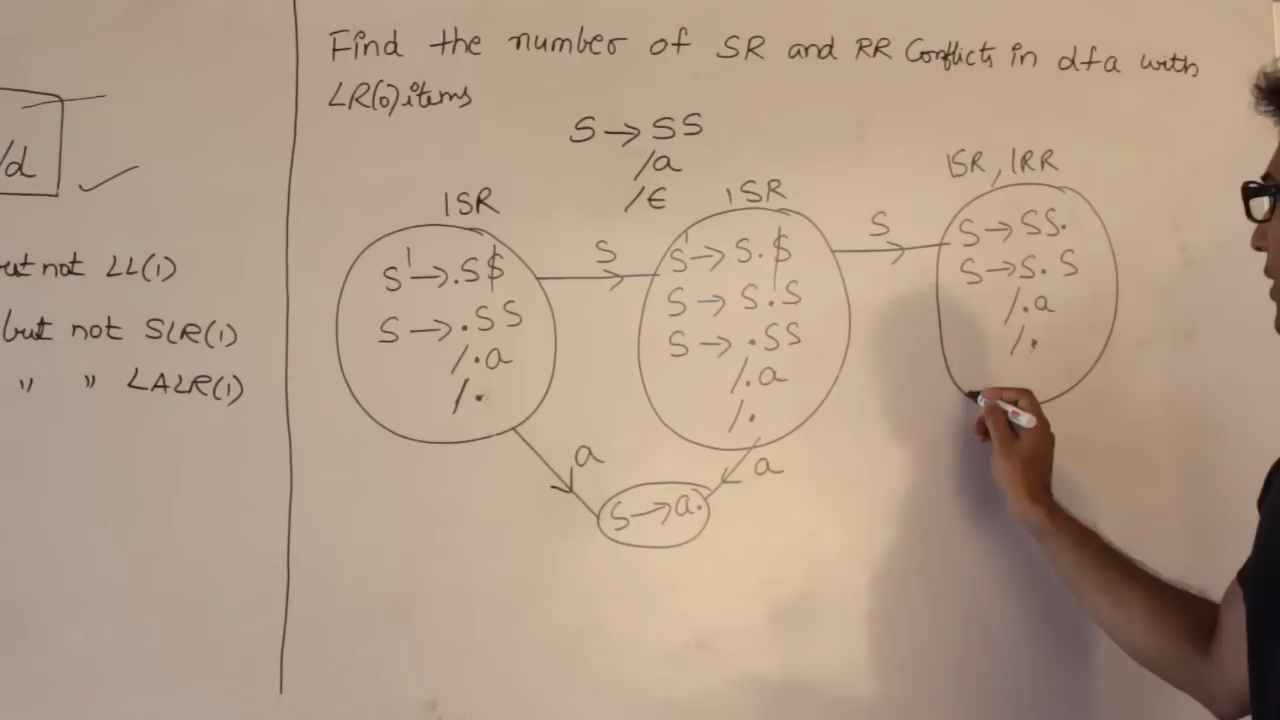 /d
but not LL(1)
but not SLR(1)
" " LALR(1)
Find the number of SR and RR Conflicts in dfa with
LR(0) items
S → SS
/a
/ε
1SR
S' → .S$
S → .SS
/.a
/.
S
a
1SR
S' → S.$
S → S.S
S → .SS
/.a
/.
S
a
1SR, 1RR
S → SS.
S → S.S
/.a
/.
S → a.